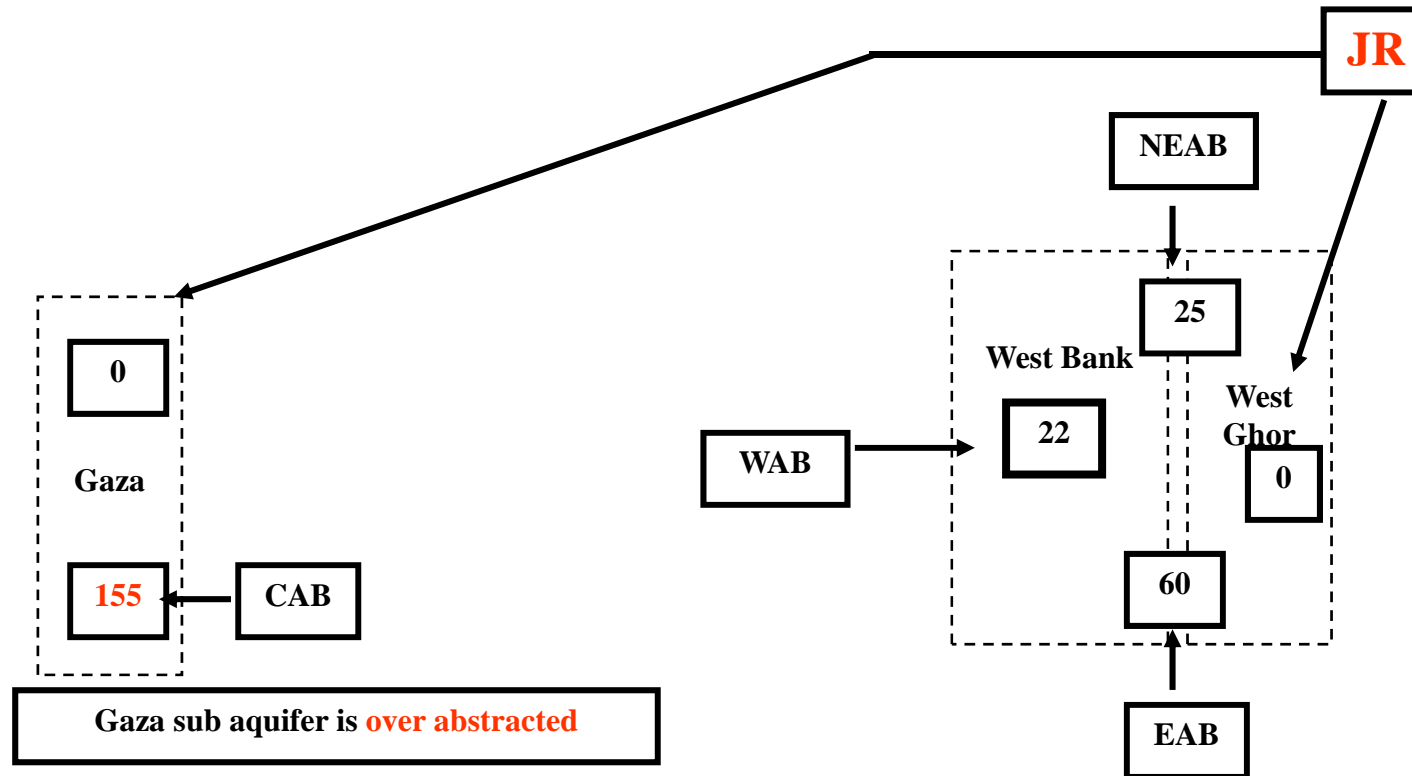 JR
NEAB
25
West Bank
22
West
Ghor
0
WAB
60
EAB
0
Gaza
155
CAB
Gaza sub aquifer is over abstracted